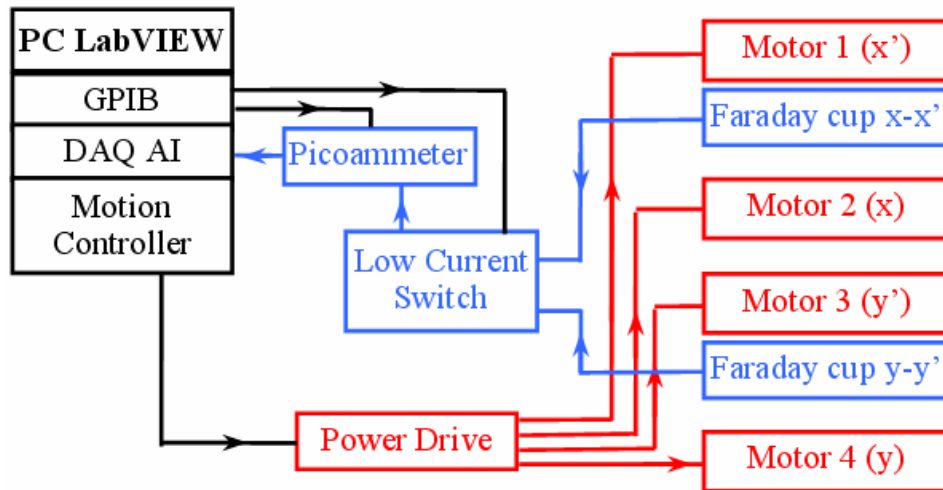 PC LabVIEW
GPIB
DAQ AI
Motion
Controller
Picoammeter
Low Current
Switch
Power Drive
Motor 1 (x’)
Faraday cup x-x’
Motor 2 (x)
Motor 3 (y’)
Faraday cup y-y’
Motor 4 (y)